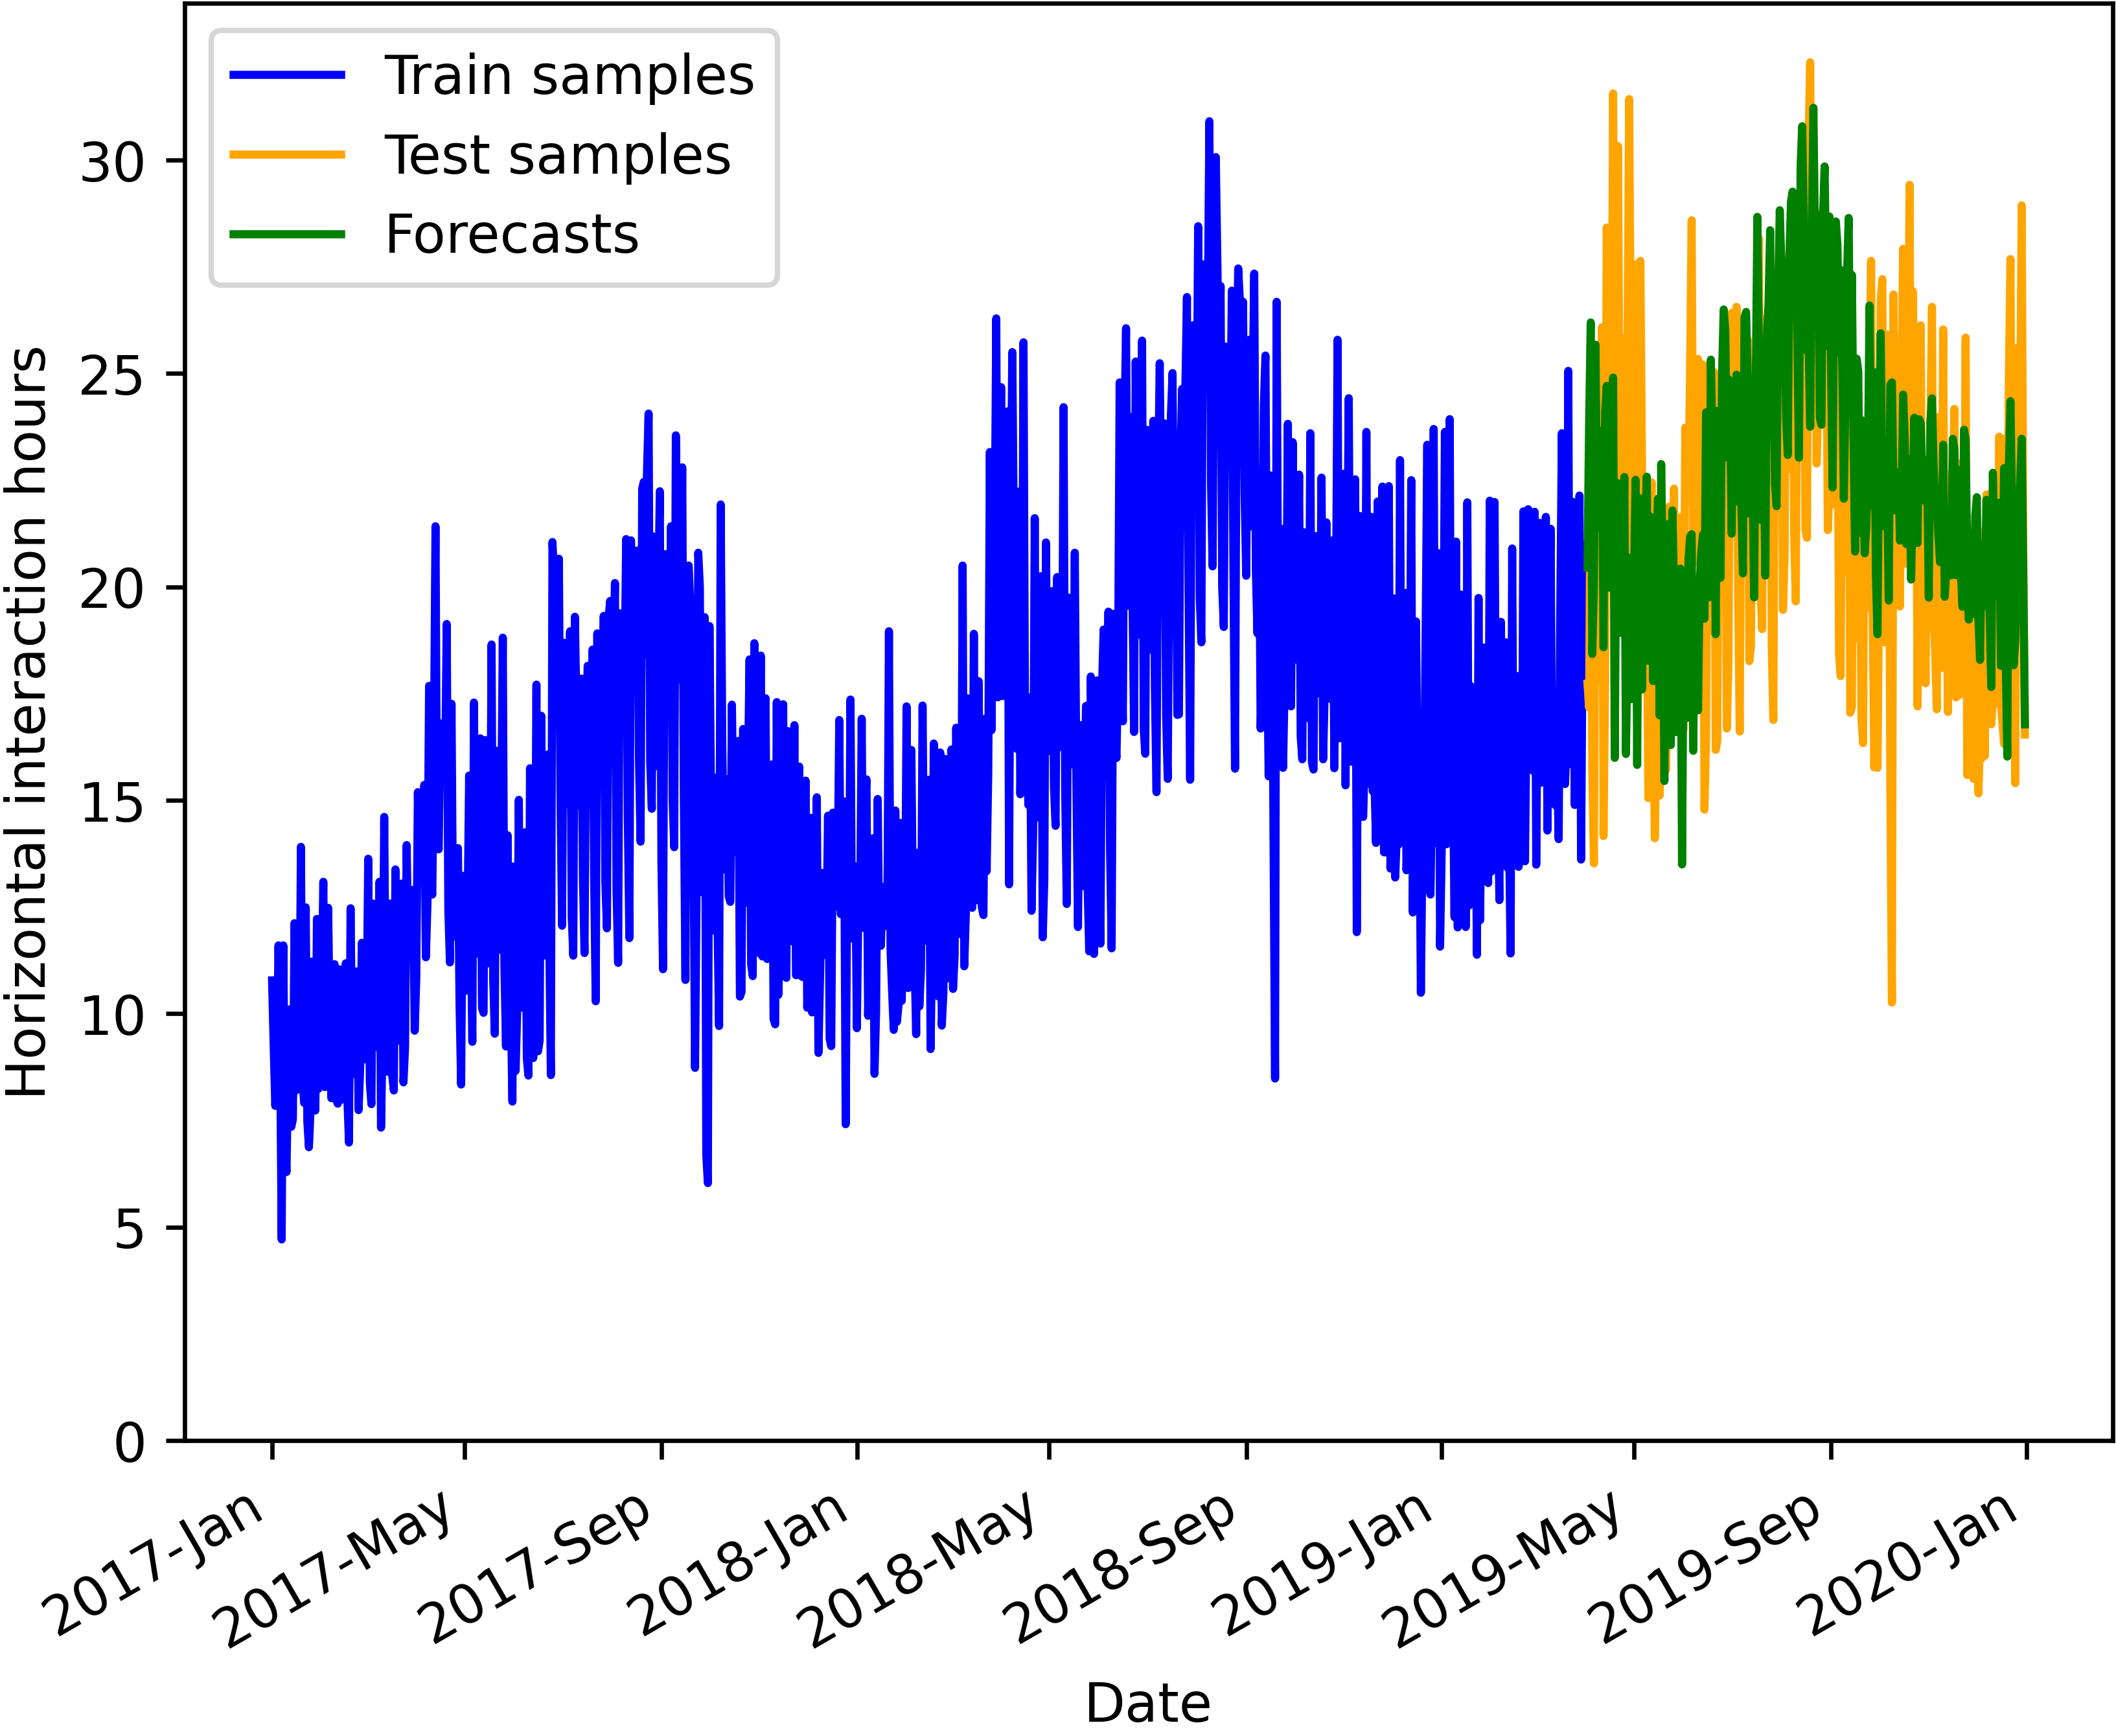 Train samples
Test samples
Forecasts
Horizontal interaction hours
30
25
20
15
10
5
0
2017-Jan
2017-May
2017-Sep
2018-Jan
2018-May
2018-Sep
2019-Jan
2019-May
2019-Sep
2020-Jan
Date